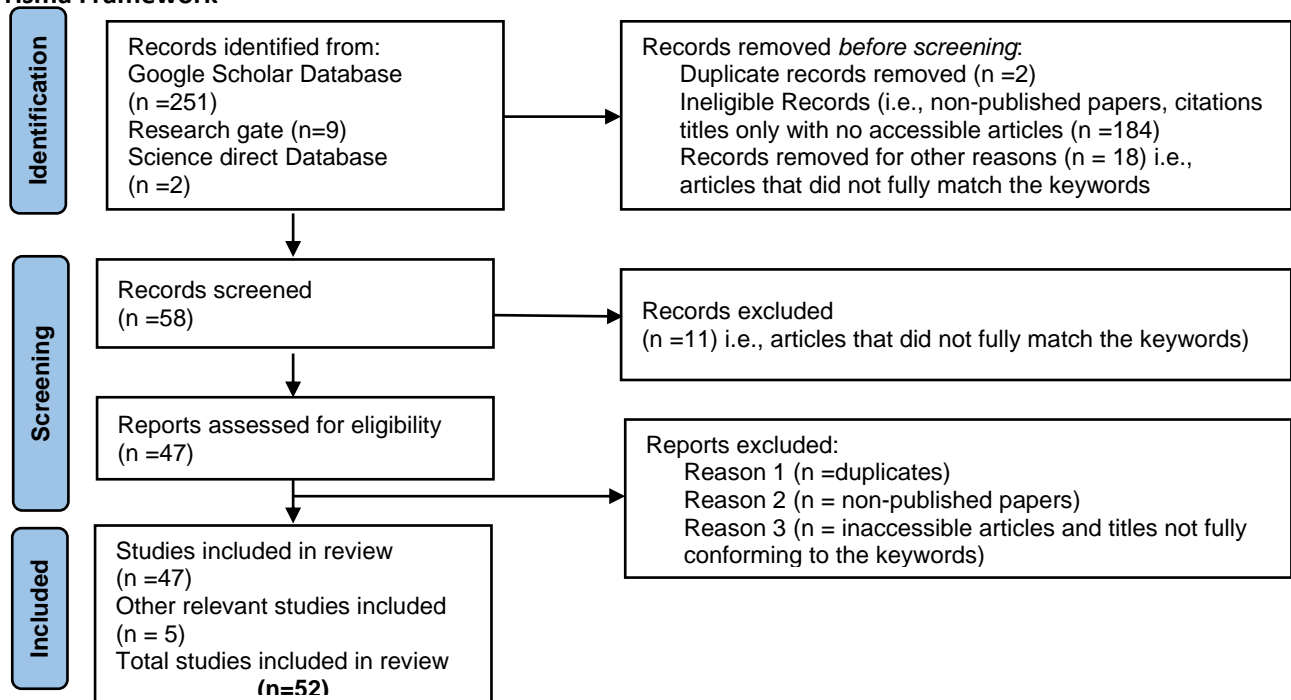 Identification
Records identified from:
Google Scholar Database
(n =251)
Research gate (n=9)
Science direct Database
(n =2)
Records removed before screening:
Duplicate records removed (n =2)
Ineligible Records (i.e., non-published papers, citations
titles only with no accessible articles (n =184)
Records removed for other reasons (n = 18) i.e.,
articles that did not fully match the keywords
Screening
Records screened
(n =58)
Records excluded
(n =11) i.e., articles that did not fully match the keywords)
Reports assessed for eligibility
(n =47)
Reports excluded:
Reason 1 (n =duplicates)
Reason 2 (n = non-published papers)
Reason 3 (n = inaccessible articles and titles not fully
conforming to the keywords)
Included
Studies included in review
(n =47)
Other relevant studies included
(n = 5)
Total studies included in review
(n=52)